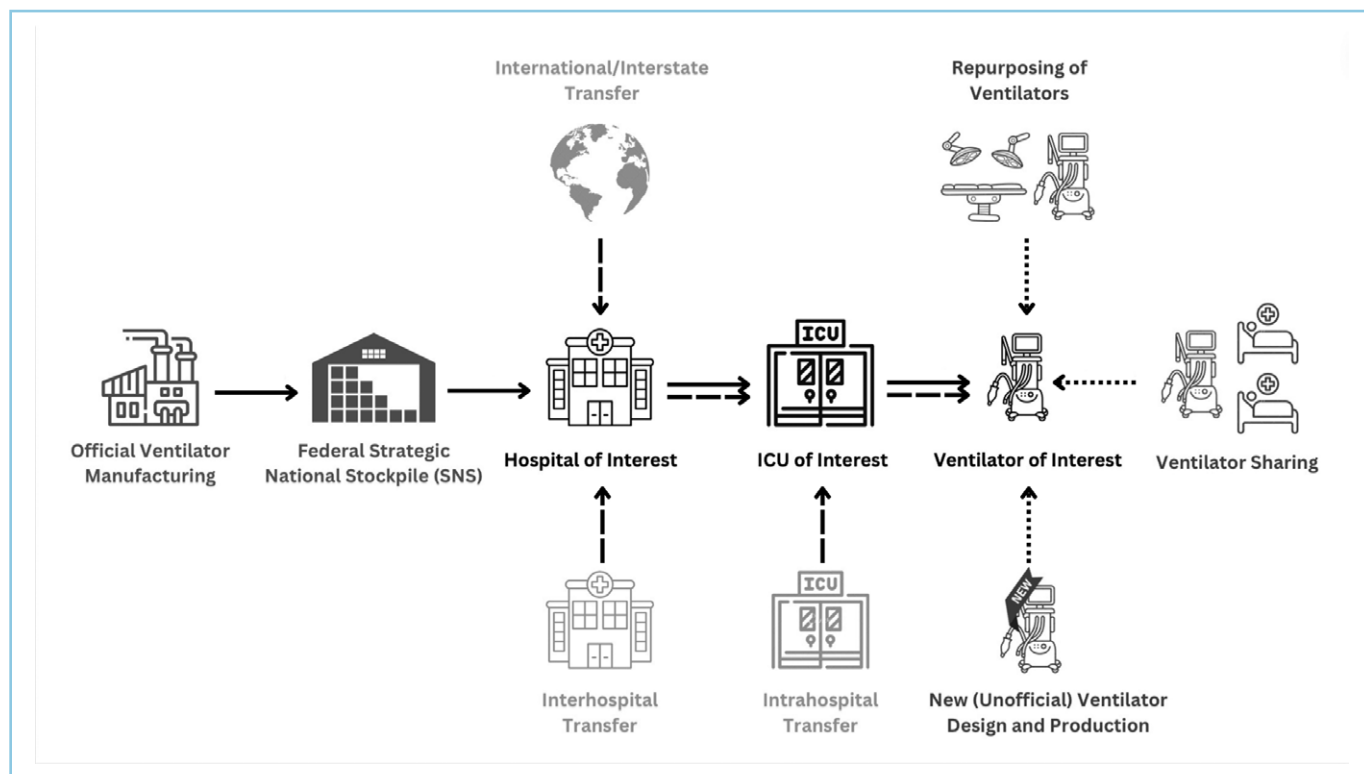 International/Interstate
Transfer
Repurposing of
Ventilators
ICU
Official Ventilator
Manufacturing
Federal Strategic
National Stockpile (SNS)
Hospital of Interest
ICU of Interest
Ventilator of Interest
Ventilator Sharing
ICU
NEW
Interhospital
Transfer
Intrahospital
Transfer
New (Unofficial) Ventilator
Design and Production